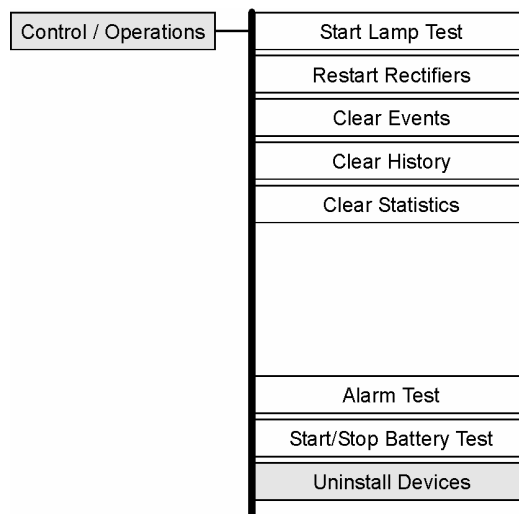 Control / Operations
Start Lamp Test
Restart Rectifiers
Clear Events
Clear History
Clear Statistics
Alarm Test
Start/Stop Battery Test
Uninstall Devices